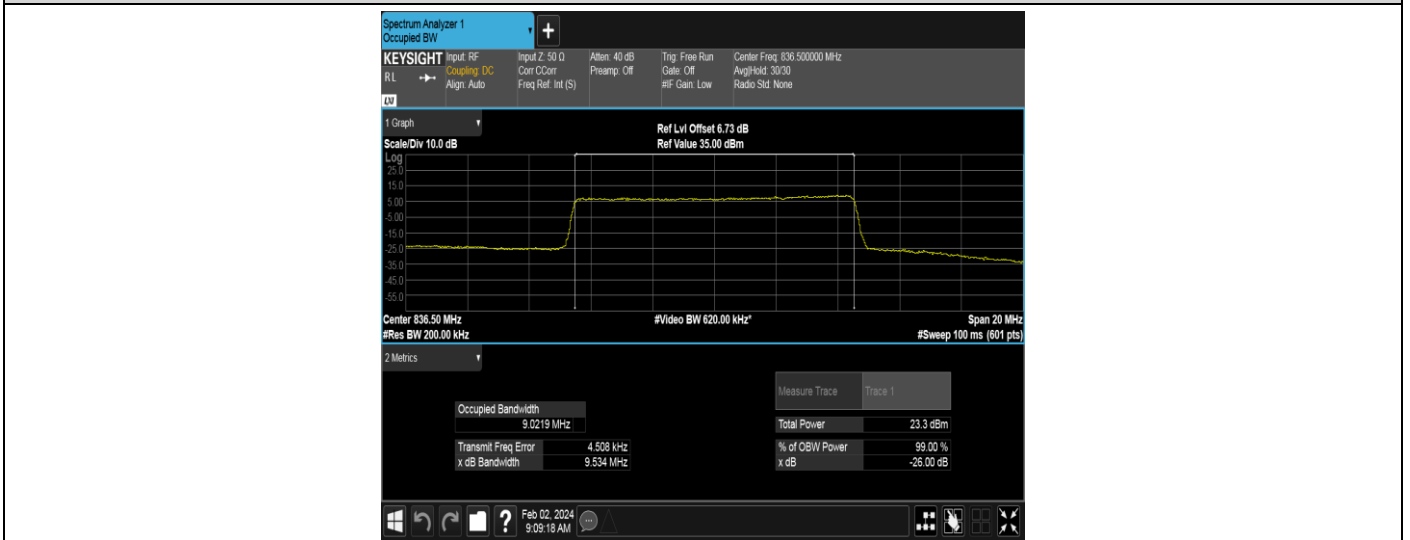 Spectrum Analyzer 1
Occupied BW
+
KEYSIGHT Input: RF Input Z: 50 Ω Atten: 40 dB Trig: Free Run Center Freq: 836.500000 MHz
RL Coupling: DC Corr CCorr Preamp: Off Gate: Off Avg|Hold: 30/30
Align: Auto Freq Ref: Int (S) #IF Gain: Low Radio Std: None
LXI
1 Graph
Ref Lvl Offset 6.73 dB
Scale/Div 10.0 dB Ref Value 35.00 dBm
Log
25.0
15.0
5.00
-5.00
-15.0
-25.0
-35.0
-45.0
-55.0
Center 836.50 MHz #Video BW 620.00 kHz* Span 20 MHz
#Res BW 200.00 kHz #Sweep 100 ms (601 pts)
2 Metrics
Measure Trace Trace 1
Occupied Bandwidth
9.0219 MHz Total Power 23.3 dBm
Transmit Freq Error 4.508 kHz % of OBW Power 99.00 %
x dB Bandwidth 9.534 MHz x dB -26.00 dB
? Feb 02, 2024
9:09:18 AM